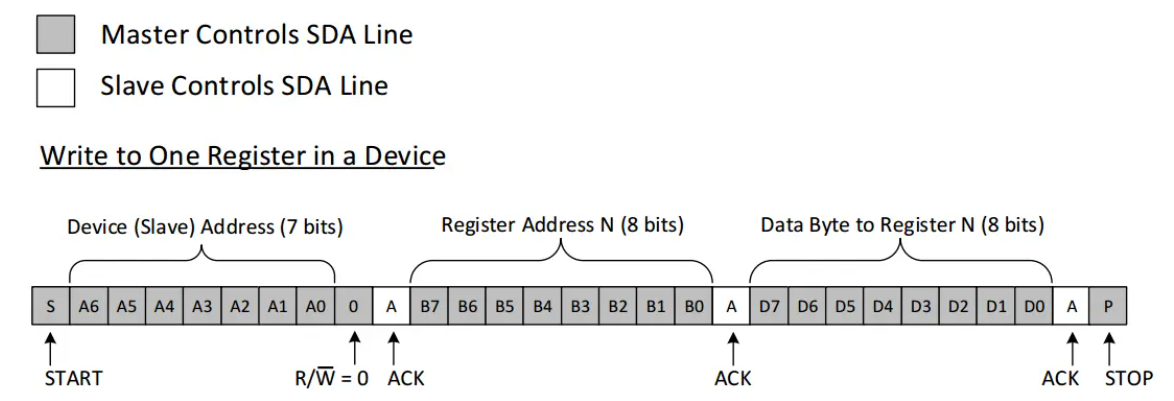 Master Controls SDA Line
Slave Controls SDA Line
Write to One Register in a Device
Device (Slave) Address (7 bits) Register Address N (8 bits) Data Byte to Register N (8 bits)
S A6 A5 A4 A3 A2 A1 A0 0 A B7 B6 B5 B4 B3 B2 B1 B0 A D7 D6 D5 D4 D3 D2 D1 D0 A P
START R/W̅ = 0 ACK ACK ACK STOP